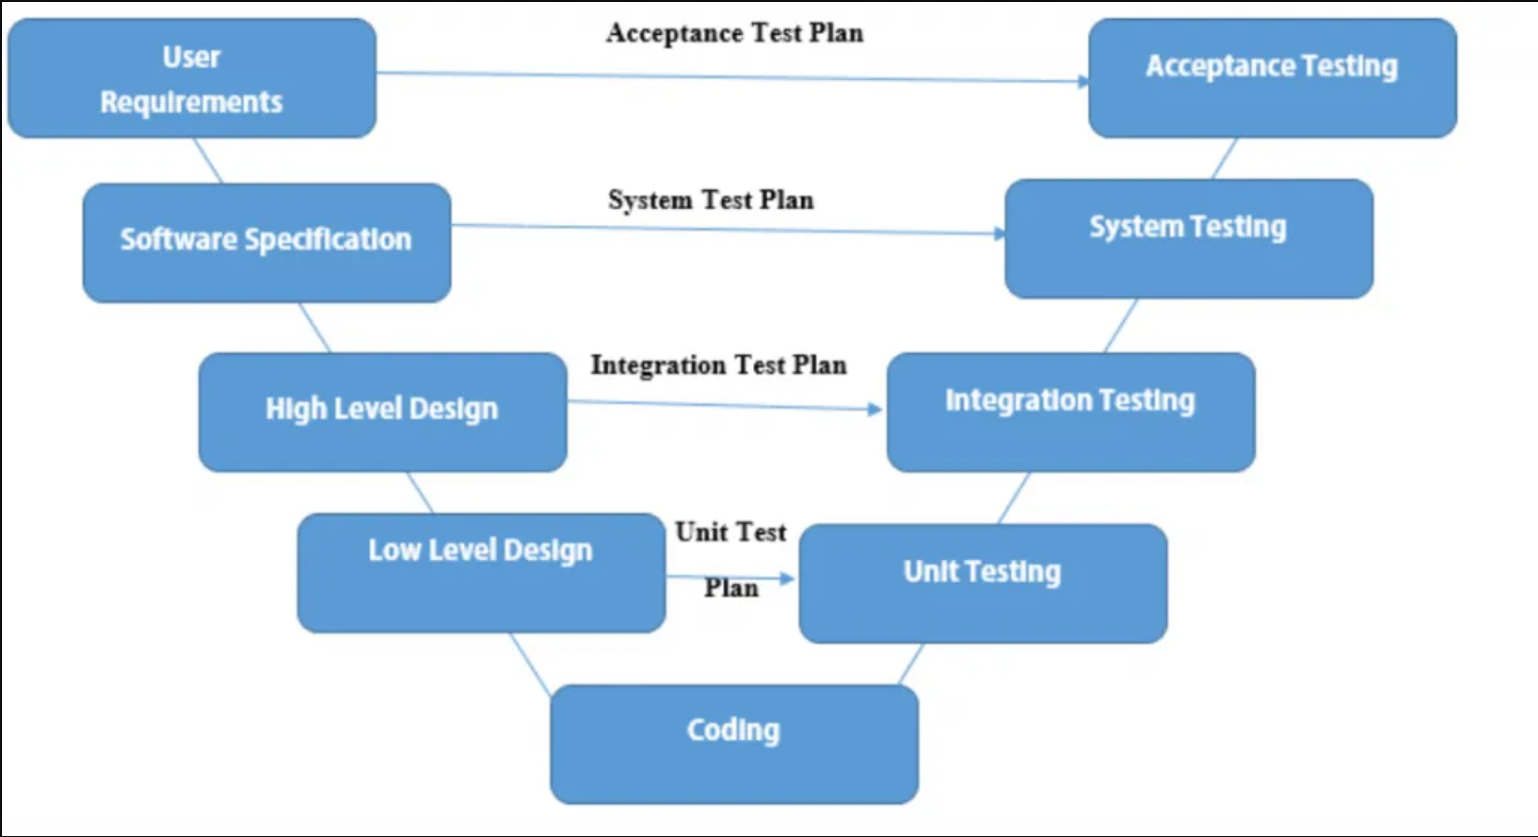 User
Requirements
Acceptance Test Plan
Acceptance Testing
Software Specification
System Test Plan
System Testing
High Level Design
Integration Test Plan
Integration Testing
Low Level Design
Unit Test
Plan
Unit Testing
Coding